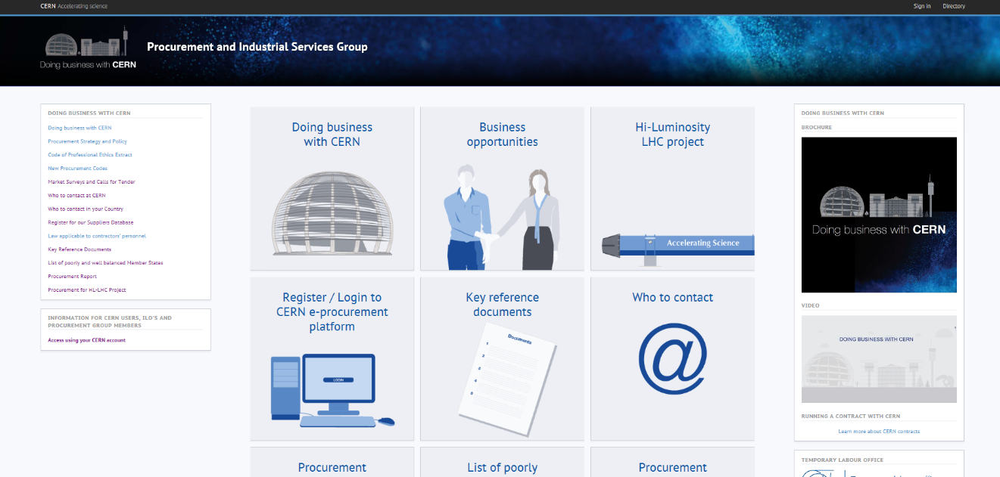 CERN Accelerating science
Sign in Directory
Doing business with CERN
Procurement and Industrial Services Group
DOING BUSINESS WITH CERN
Doing business with CERN
Procurement Strategy and Policy
Code of Professional Ethics Extract
New Procurement Codes
Market Surveys and Calls for Tender
Who to contact at CERN
Who to contact in your Country
Register for our Suppliers Database
Law applicable to contractors' personnel
Key Reference Documents
List of poorly and well balanced Member States
Procurement Report
Procurement for HL-LHC Project
INFORMATION FOR CERN USERS, ILO'S AND
PROCUREMENT GROUP MEMBERS
Access using your CERN account
Doing business
with CERN
Business
opportunities
Hi-Luminosity
LHC project
Accelerating Science
Register / Login to
CERN e-procurement
platform
LOGIN
Key reference
documents
Documents
1
2
3
4
5
Who to contact
@
Procurement
List of poorly
Procurement
DOING BUSINESS WITH CERN
BROCHURE
Doing business with CERN
VIDEO
DOING BUSINESS WITH CERN
RUNNING A CONTRACT WITH CERN
Learn more about CERN contracts
TEMPORARY LABOUR OFFICE